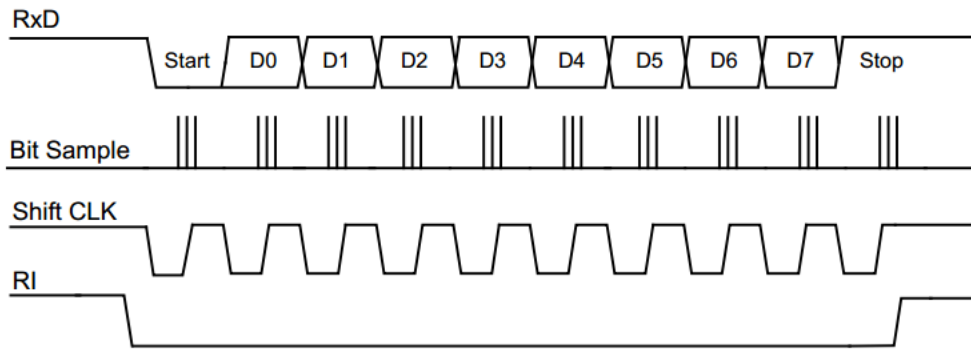 RxD
Start D0 D1 D2 D3 D4 D5 D6 D7 Stop
Bit Sample
Shift CLK
RI